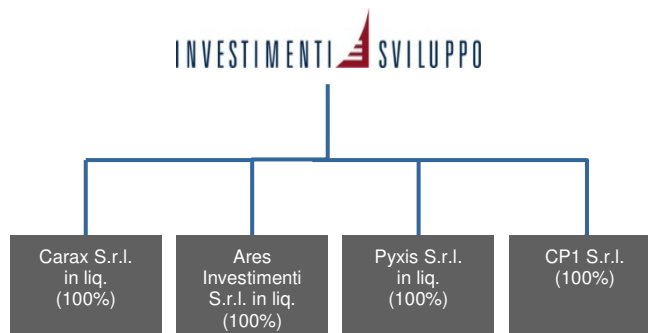 INVESTIMENTI SVILUPPO
Carax S.r.l.
in liq.
(100%)
Ares
Investimenti
S.r.l. in liq.
(100%)
Pyxis S.r.l.
in liq.
(100%)
CP1 S.r.l.
(100%)